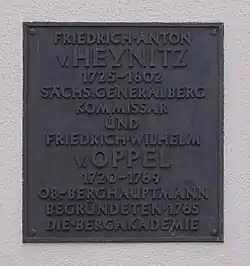 FRIEDRICH·ANTON
v.HEYNITZ
1725-1802
SÄCHS.GENERALBERG
KOMMISSAR
UND
FRIEDRICH·WILHELM
v.OPPEL
1720-1769
OB-BERGHAUPTMANN
BEGRÜNDETEN·1765
DIE·BERGAKADEMIE